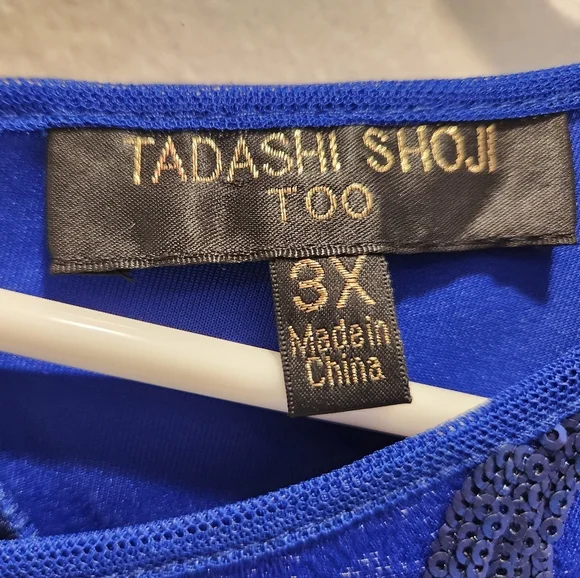 TADASHI SHOJI
TOO
3X
Made in
China